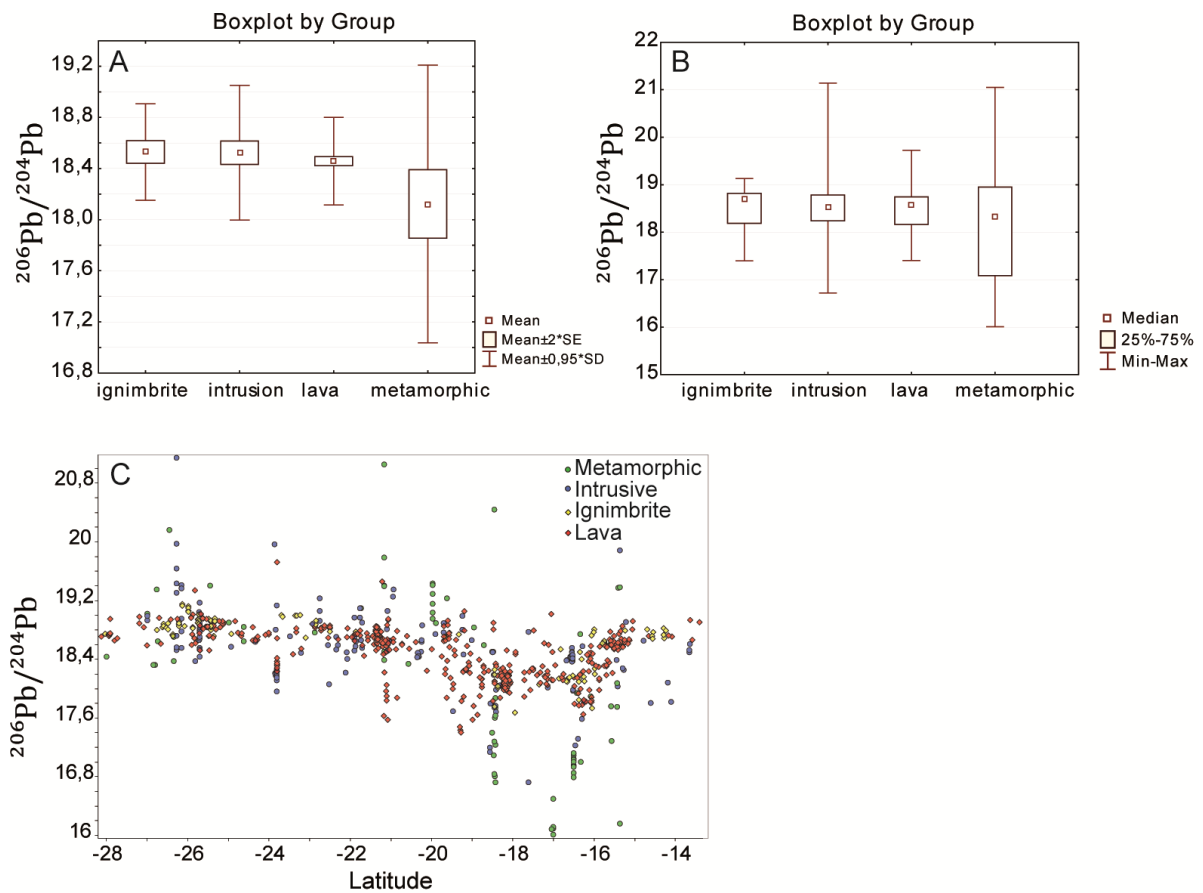 Boxplot by Group
A
19,2
18,8
18,4
18,0
17,6
17,2
16,8
²⁰⁶Pb/²⁰⁴Pb
ignimbrite intrusion lava metamorphic
Mean
Mean±2*SE
Mean±0,95*SD
Boxplot by Group
B
22
21
20
19
18
17
16
15
²⁰⁶Pb/²⁰⁴Pb
ignimbrite intrusion lava metamorphic
Median
25%-75%
Min-Max
C
Metamorphic
Intrusive
Ignimbrite
Lava
20,8
20
19,2
18,4
17,6
16,8
16
²⁰⁶Pb/²⁰⁴Pb
-28 -26 -24 -22 -20 -18 -16 -14
Latitude